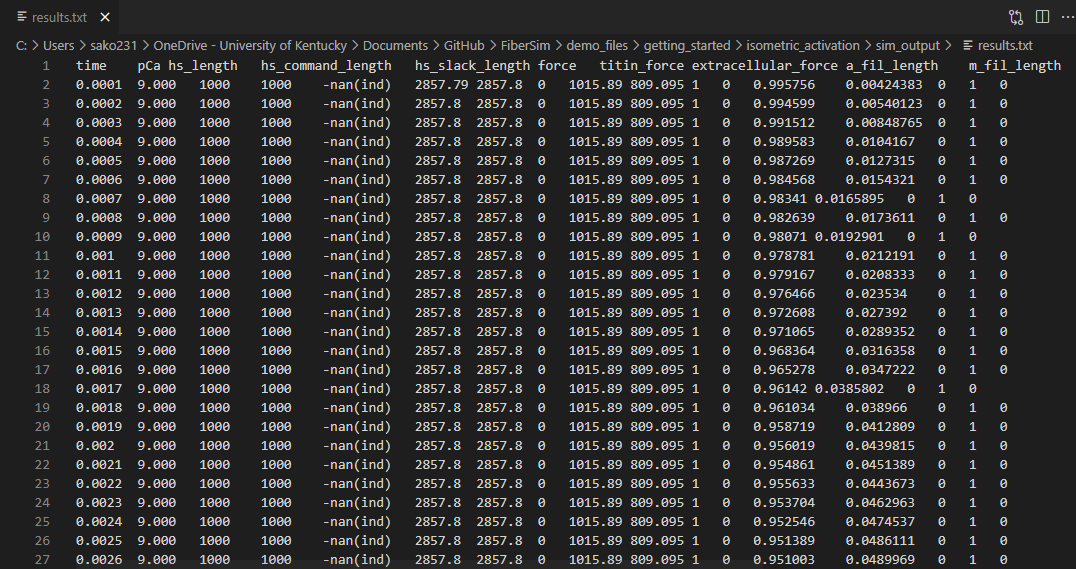 results.txt
C: > Users > sako231 > OneDrive - University of Kentucky > Documents > GitHub > FiberSim > demo_files > getting_started > isometric_activation > sim_output > results.txt
1 time pCa hs_length hs_command_length hs_slack_length force titin_force extracellular_force a_fil_length m_fil_length
2 0.0001 9.000 1000 1000 -nan(ind) 2857.79 2857.8 0 1015.89 809.095 1 0 0.995756 0.00424383 0 1 0
3 0.0002 9.000 1000 1000 -nan(ind) 2857.8 2857.8 0 1015.89 809.095 1 0 0.994599 0.00540123 0 1 0
4 0.0003 9.000 1000 1000 -nan(ind) 2857.8 2857.8 0 1015.89 809.095 1 0 0.991512 0.00848765 0 1 0
5 0.0004 9.000 1000 1000 -nan(ind) 2857.8 2857.8 0 1015.89 809.095 1 0 0.989583 0.0104167 0 1 0
6 0.0005 9.000 1000 1000 -nan(ind) 2857.8 2857.8 0 1015.89 809.095 1 0 0.987269 0.0127315 0 1 0
7 0.0006 9.000 1000 1000 -nan(ind) 2857.8 2857.8 0 1015.89 809.095 1 0 0.984568 0.0154321 0 1 0
8 0.0007 9.000 1000 1000 -nan(ind) 2857.8 2857.8 0 1015.89 809.095 1 0 0.98341 0.0165895 0 1 0
9 0.0008 9.000 1000 1000 -nan(ind) 2857.8 2857.8 0 1015.89 809.095 1 0 0.982639 0.0173611 0 1 0
10 0.0009 9.000 1000 1000 -nan(ind) 2857.8 2857.8 0 1015.89 809.095 1 0 0.98071 0.0192901 0 1 0
11 0.001 9.000 1000 1000 -nan(ind) 2857.8 2857.8 0 1015.89 809.095 1 0 0.978781 0.0212191 0 1 0
12 0.0011 9.000 1000 1000 -nan(ind) 2857.8 2857.8 0 1015.89 809.095 1 0 0.979167 0.0208333 0 1 0
13 0.0012 9.000 1000 1000 -nan(ind) 2857.8 2857.8 0 1015.89 809.095 1 0 0.976466 0.023534 0 1 0
14 0.0013 9.000 1000 1000 -nan(ind) 2857.8 2857.8 0 1015.89 809.095 1 0 0.972608 0.027392 0 1 0
15 0.0014 9.000 1000 1000 -nan(ind) 2857.8 2857.8 0 1015.89 809.095 1 0 0.971065 0.0289352 0 1 0
16 0.0015 9.000 1000 1000 -nan(ind) 2857.8 2857.8 0 1015.89 809.095 1 0 0.968364 0.0316358 0 1 0
17 0.0016 9.000 1000 1000 -nan(ind) 2857.8 2857.8 0 1015.89 809.095 1 0 0.965278 0.0347222 0 1 0
18 0.0017 9.000 1000 1000 -nan(ind) 2857.8 2857.8 0 1015.89 809.095 1 0 0.96142 0.0385802 0 1 0
19 0.0018 9.000 1000 1000 -nan(ind) 2857.8 2857.8 0 1015.89 809.095 1 0 0.961034 0.038966 0 1 0
20 0.0019 9.000 1000 1000 -nan(ind) 2857.8 2857.8 0 1015.89 809.095 1 0 0.958719 0.0412809 0 1 0
21 0.002 9.000 1000 1000 -nan(ind) 2857.8 2857.8 0 1015.89 809.095 1 0 0.956019 0.0439815 0 1 0
22 0.0021 9.000 1000 1000 -nan(ind) 2857.8 2857.8 0 1015.89 809.095 1 0 0.954861 0.0451389 0 1 0
23 0.0022 9.000 1000 1000 -nan(ind) 2857.8 2857.8 0 1015.89 809.095 1 0 0.955633 0.0443673 0 1 0
24 0.0023 9.000 1000 1000 -nan(ind) 2857.8 2857.8 0 1015.89 809.095 1 0 0.953704 0.0462963 0 1 0
25 0.0024 9.000 1000 1000 -nan(ind) 2857.8 2857.8 0 1015.89 809.095 1 0 0.952546 0.0474537 0 1 0
26 0.0025 9.000 1000 1000 -nan(ind) 2857.8 2857.8 0 1015.89 809.095 1 0 0.951389 0.0486111 0 1 0
27 0.0026 9.000 1000 1000 -nan(ind) 2857.8 2857.8 0 1015.89 809.095 1 0 0.951003 0.0489969 0 1 0